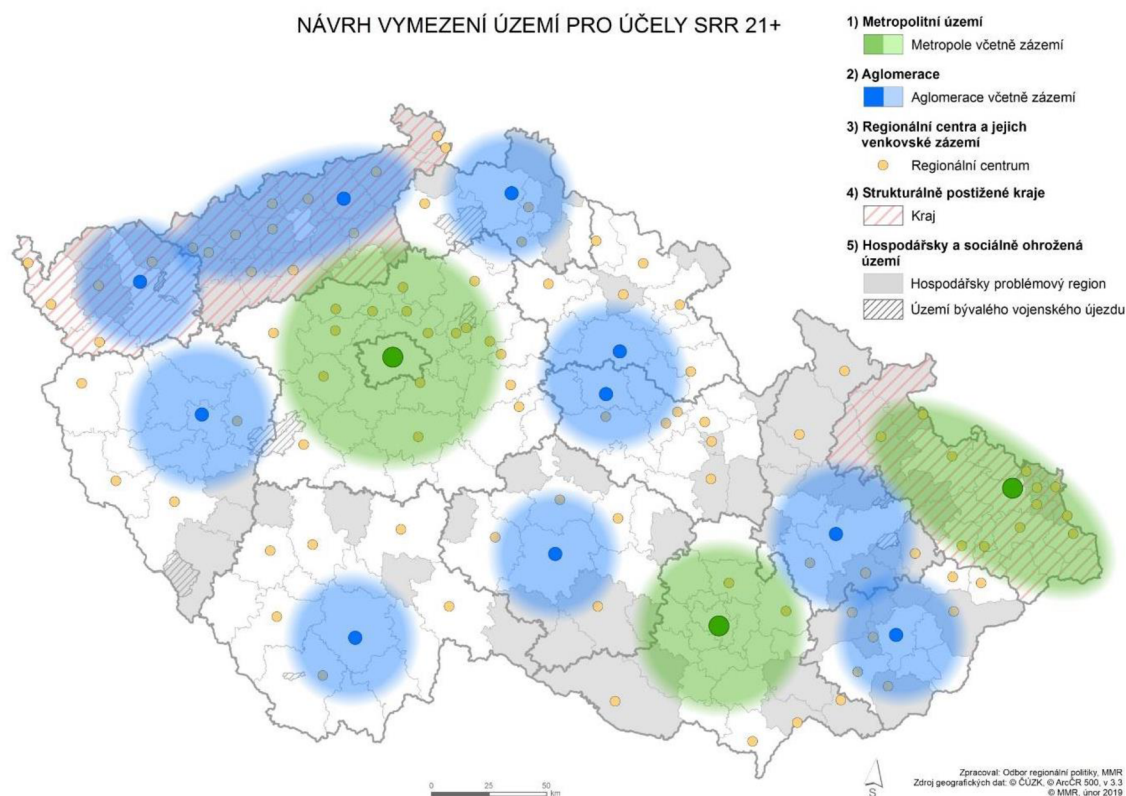 NÁVRH VYMEZENÍ ÚZEMÍ PRO ÚČELY SRR 21+
1) Metropolitní území
Metropole včetně zázemí
2) Aglomerace
Aglomerace včetně zázemí
3) Regionální centra a jejich
venkovské zázemí
Regionální centrum
4) Strukturálně postižené kraje
Kraj
5) Hospodářsky a sociálně ohrožená
území
Hospodářsky problémový region
Území bývalého vojenského újezdu
0 25 50
km
S
Zpracoval: Odbor regionální politiky, MMR
Zdroj geografických dat: © ČÚZK, © ArcČR 500, v 3.3
© MMR, únor 2019